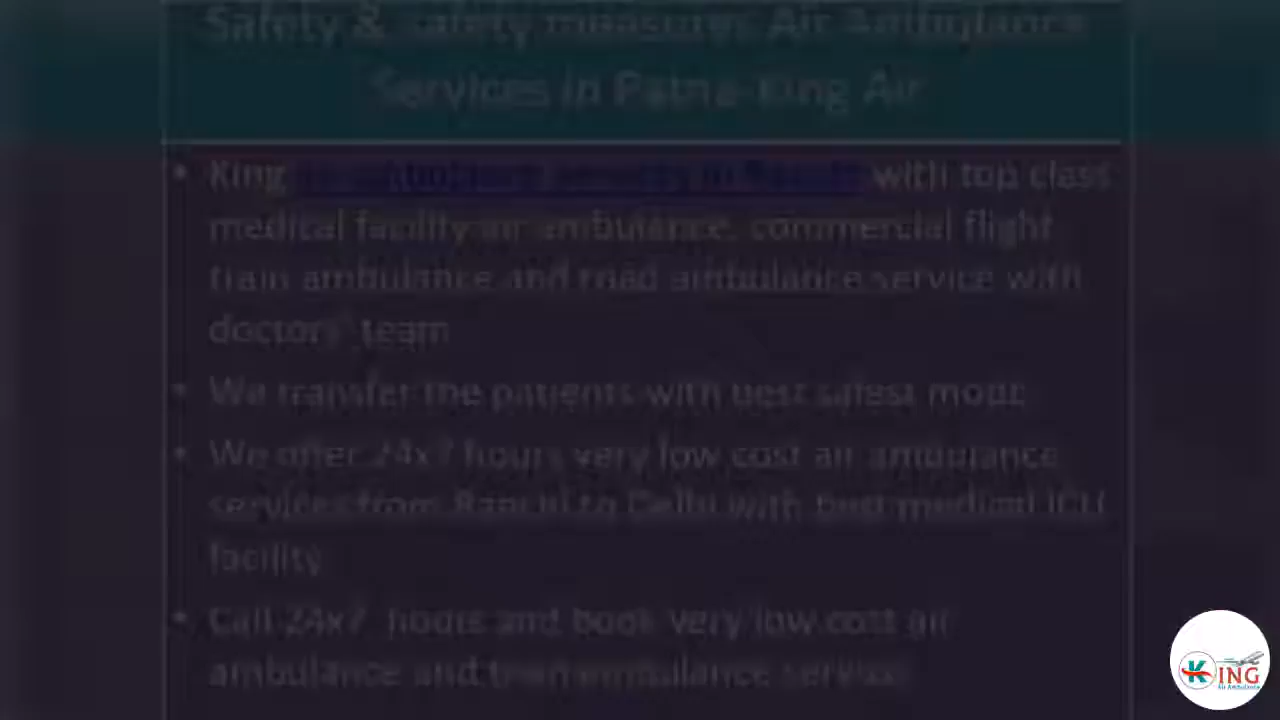 Safety & safety measures Air Ambulance
Services in Patna-King Air
• King air ambulance services in with top class
medical facility air ambulance, commercial flight
train ambulance and road ambulance service with
doctors' team
• We transfer the patients with best safest mode
• We offer 24x7 hours very low cost air ambulance
services from Ranchi to Delhi with best medical ICU
facility
• Call 24x7 hours and book very low cost air
ambulance and train ambulance service
KING
Air Ambulance